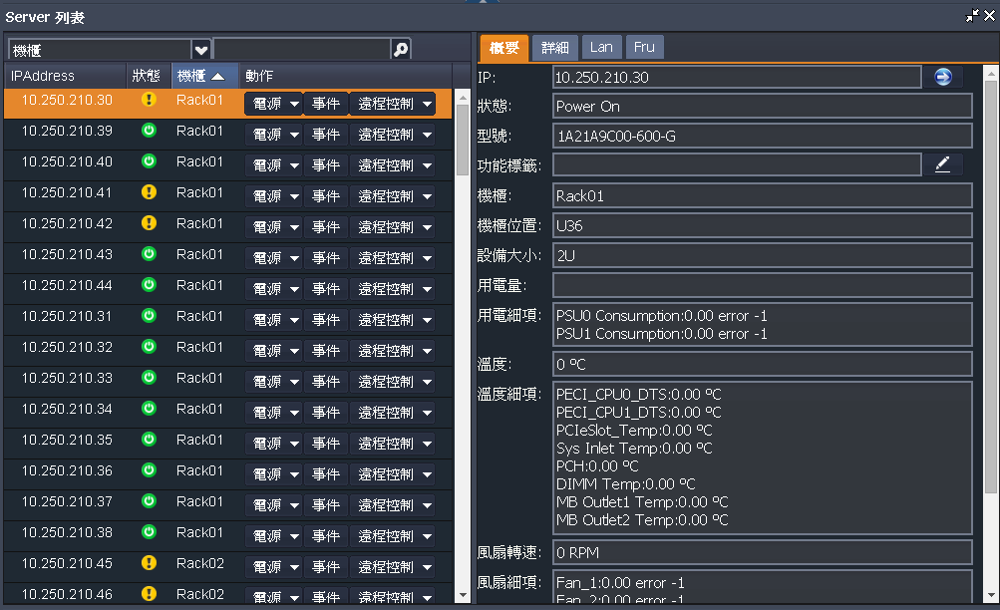 Server 列表
機櫃
IPAddress 狀態 機櫃 動作
10.250.210.30 Rack01 電源 事件 遠程控制
10.250.210.39 Rack01 電源 事件 遠程控制
10.250.210.40 Rack01 電源 事件 遠程控制
10.250.210.41 Rack01 電源 事件 遠程控制
10.250.210.42 Rack01 電源 事件 遠程控制
10.250.210.43 Rack01 電源 事件 遠程控制
10.250.210.44 Rack01 電源 事件 遠程控制
10.250.210.31 Rack01 電源 事件 遠程控制
10.250.210.32 Rack01 電源 事件 遠程控制
10.250.210.33 Rack01 電源 事件 遠程控制
10.250.210.34 Rack01 電源 事件 遠程控制
10.250.210.35 Rack01 電源 事件 遠程控制
10.250.210.36 Rack01 電源 事件 遠程控制
10.250.210.37 Rack01 電源 事件 遠程控制
10.250.210.38 Rack01 電源 事件 遠程控制
10.250.210.45 Rack02 電源 事件 遠程控制
10.250.210.46 Rack02 電源 事件 遠程控制
概要 詳細 Lan Fru
IP: 10.250.210.30
狀態: Power On
型號: 1A21A9C00-600-G
功能標籤:
機櫃: Rack01
機櫃位置: U36
設備大小: 2U
用電量:
用電細項: PSU0 Consumption:0.00 error -1
PSU1 Consumption:0.00 error -1
溫度: 0 ºC
溫度細項: PECI_CPU0_DTS:0.00 ºC
PECI_CPU1_DTS:0.00 ºC
PCIeSlot_Temp:0.00 ºC
Sys Inlet Temp:0.00 ºC
PCH:0.00 ºC
DIMM Temp:0.00 ºC
MB Outlet1 Temp:0.00 ºC
MB Outlet2 Temp:0.00 ºC
風扇轉速: 0 RPM
風扇細項: Fan_1:0.00 error -1
Fan_2:0.00 error -1